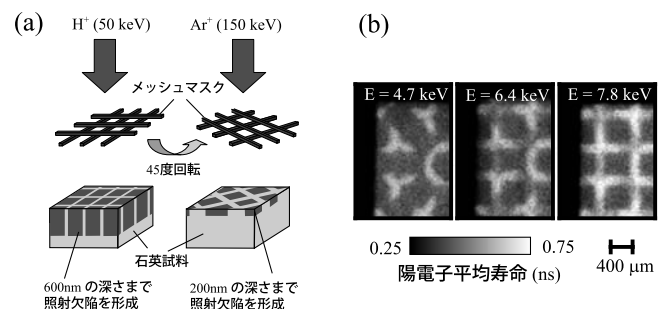 (a)
H⁺ (50 keV)
Ar⁺ (150 keV)
メッシュマスク
45度回転
石英試料
600nm の深さまで
照射欠陥を形成
200nm の深さまで
照射欠陥を形成
(b)
E = 4.7 keV
E = 6.4 keV
E = 7.8 keV
0.25
0.75
陽電子平均寿命 (ns)
400 μm